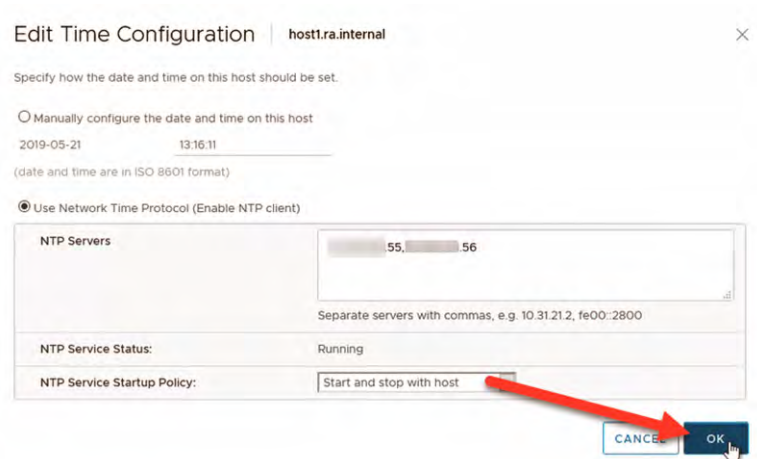 Edit Time Configuration host1.ra.internal
Specify how the date and time on this host should be set.
Manually configure the date and time on this host
2019-05-21 13:16:11
(date and time are in ISO 8601 format)
Use Network Time Protocol (Enable NTP client)
NTP Servers .55, .56
Separate servers with commas, e.g. 10.31.21.2, fe00::2800
NTP Service Status: Running
NTP Service Startup Policy: Start and stop with host
CANCEL OK